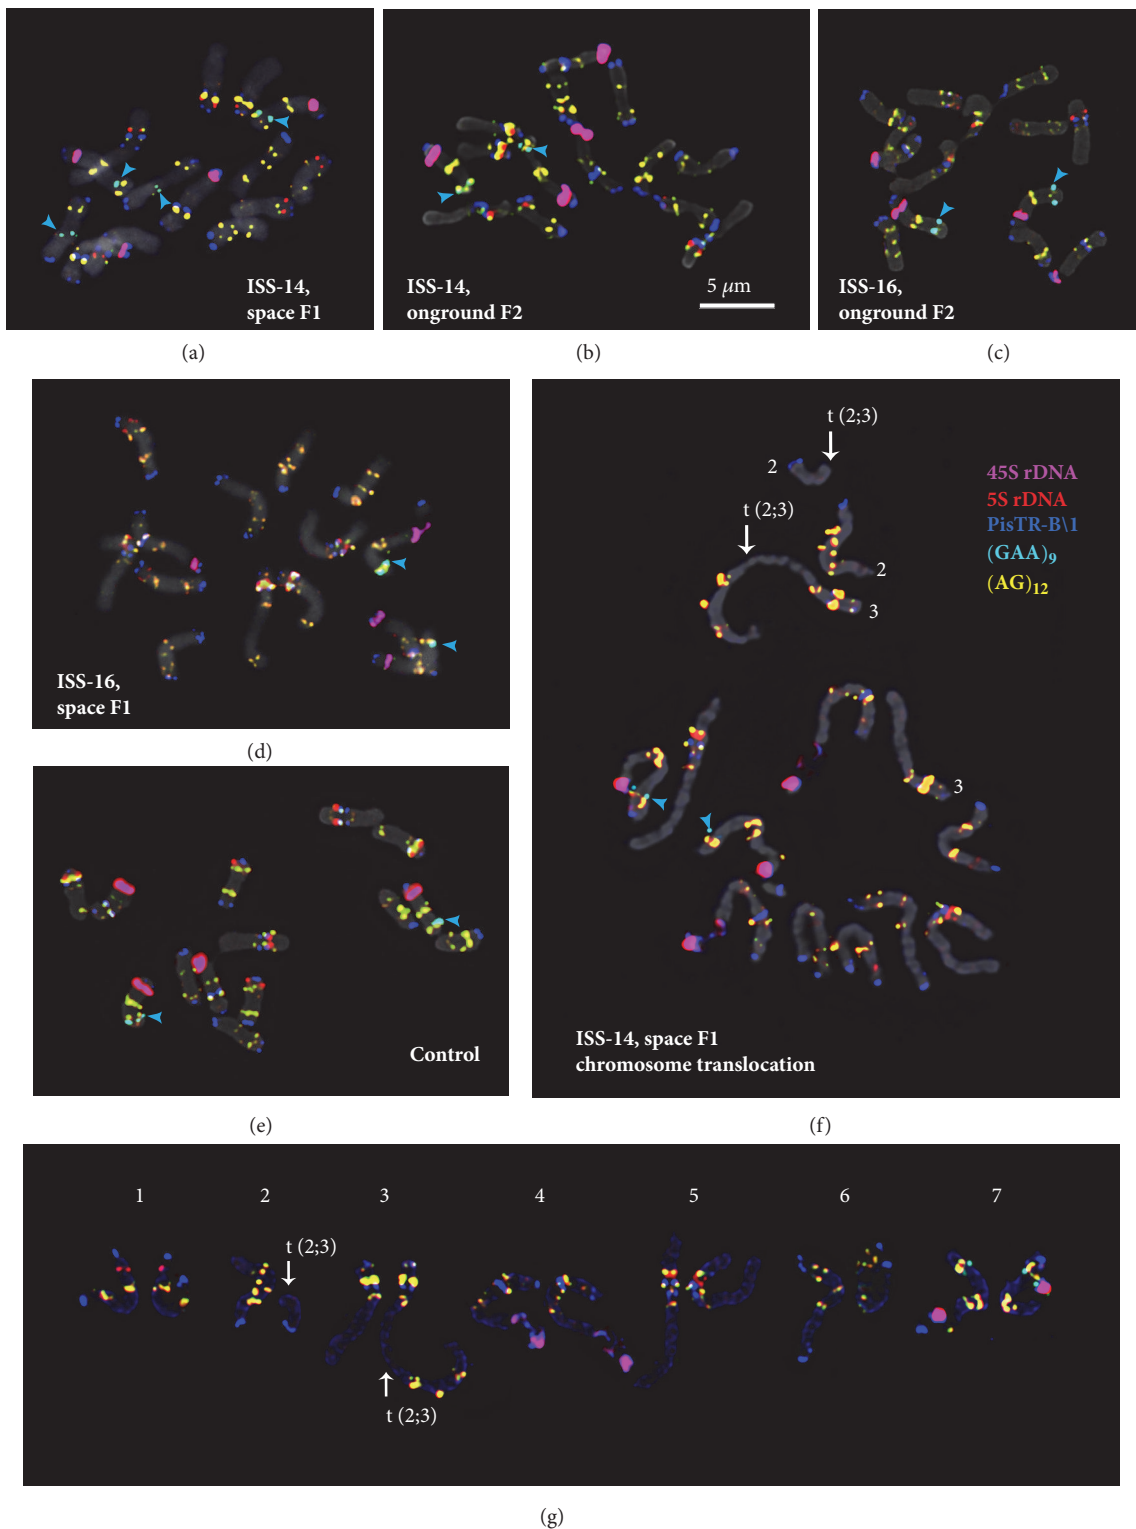 ISS-14,
space F1
(a)
ISS-14,
onground F2
5 μm
(b)
ISS-16,
onground F2
(c)
ISS-16,
space F1
(d)
Control
(e)
t (2;3)
2
t (2;3)
2
3
3
45S rDNA
5S rDNA
PisTR-B\1
(GAA)9
(AG)12
ISS-14, space F1
chromosome translocation
(f)
1 2 3 4 5 6 7
t (2;3)
t (2;3)
(g)